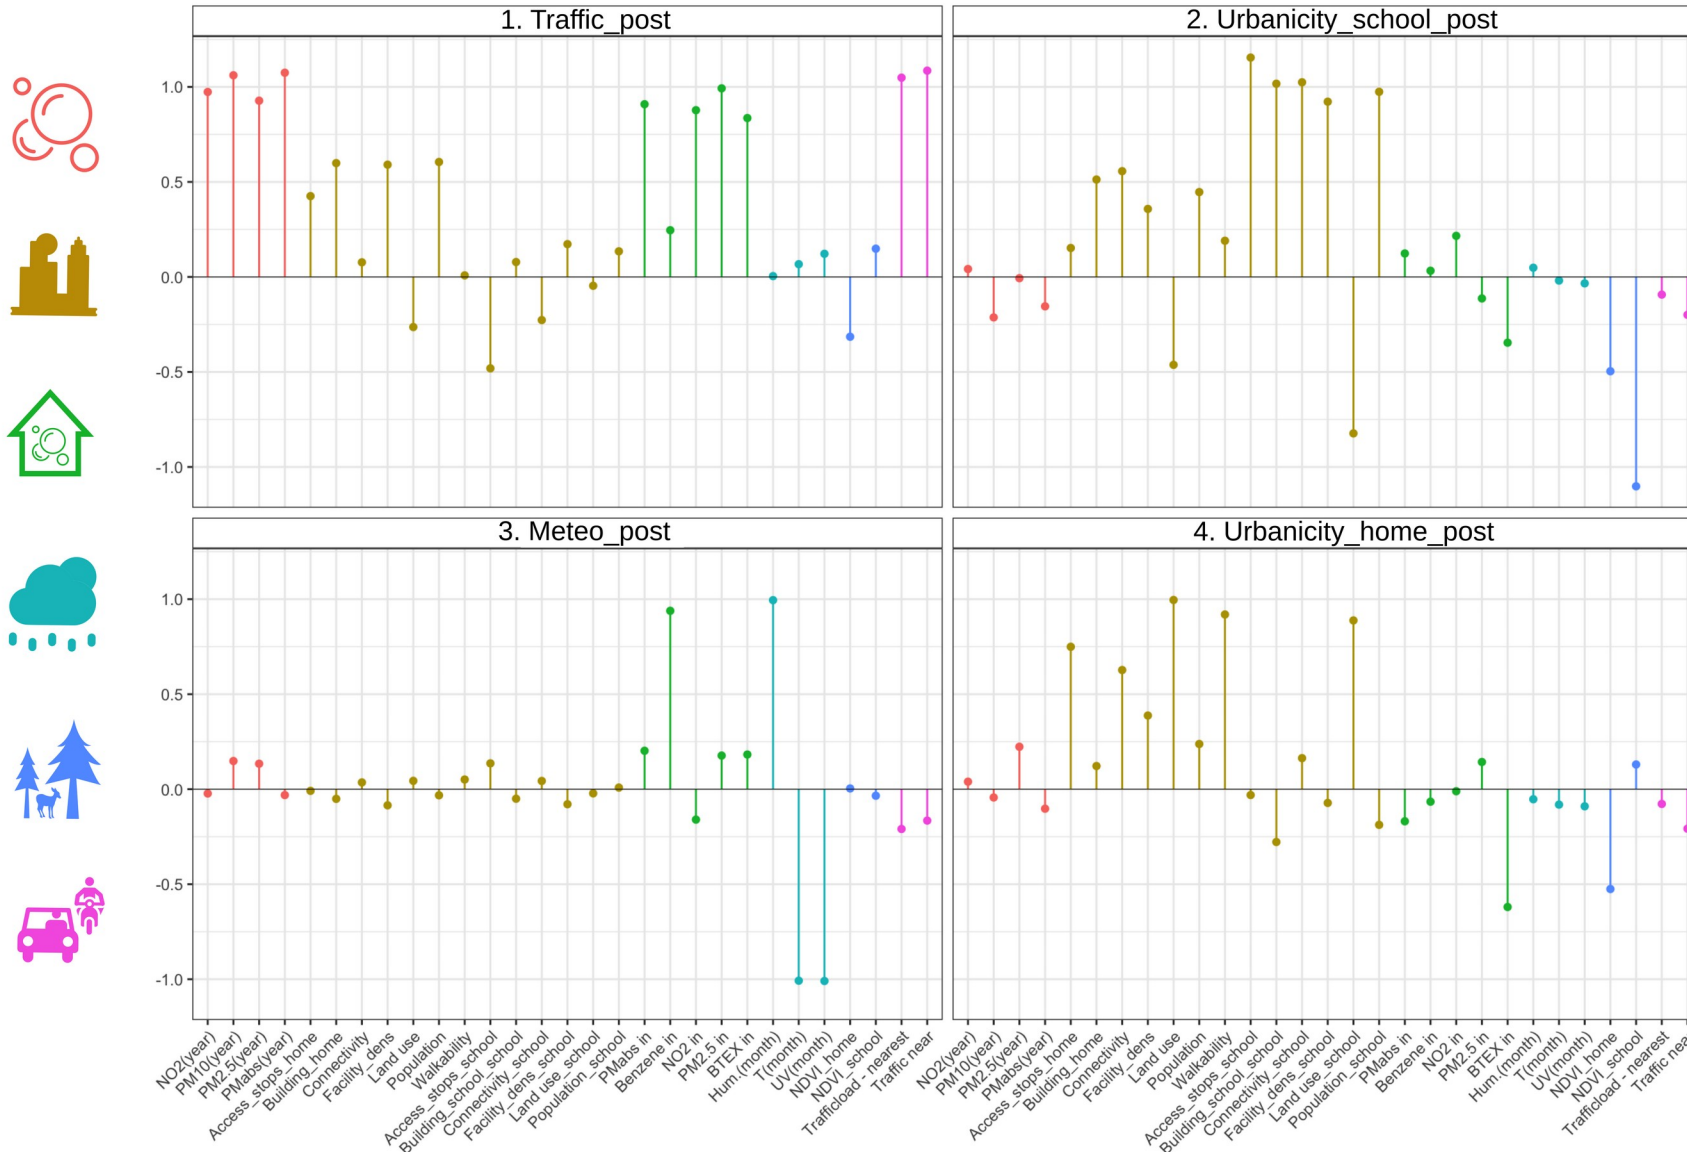 1. Traffic_post
2. Urbanicity_school_post
1.0
0.5
0.0
-0.5
-1.0
3. Meteo_post
4. Urbanicity_home_post
1.0
0.5
0.0
-0.5
-1.0
NO2(year)
PM10(year)
PM2.5(year)
PMabs(year)
Access_stops_home
Building_home
Connectivity
Facility_dens
Land use
Population
Walkability
Access_stops_school
Building_school_school
Connectivity_school
Facility_dens_school
Land use_school
Population_school
PMabs in
Benzene in
NO2 in
PM2.5 in
BTEX in
Hum.(month)
T(month)
UV(month)
NDVI_home
NDVI_school
Trafficload - nearest
Traffic near
NO2(year)
PM10(year)
PM2.5(year)
PMabs(year)
Access_stops_home
Building_home
Connectivity
Facility_dens
Land use
Population
Walkability
Access_stops_school
Building_school_school
Connectivity_school
Facility_dens_school
Land use_school
Population_school
PMabs in
Benzene in
NO2 in
PM2.5 in
BTEX in
Hum.(month)
T(month)
UV(month)
NDVI_home
NDVI_school
Trafficload - nearest
Traffic nea